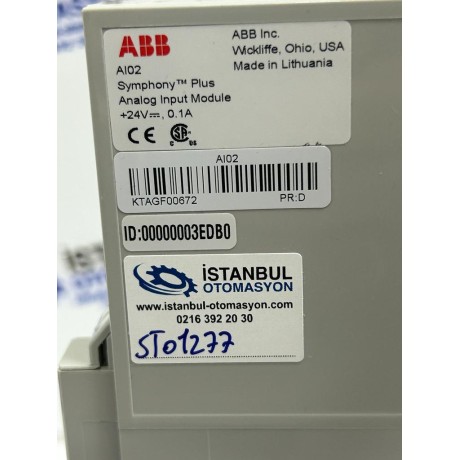 ABB
ABB Inc.
Wickliffe, Ohio, USA
Made in Lithuania
AI02
Symphony™ Plus
Analog Input Module
+24V⎓, 0.1A
CE
AI02
KTAGF00672 PR:D
ID:00000003EDB0
İSTANBUL
OTOMASYON
www.istanbul-otomasyon.com
0216 392 20 30
ST01277